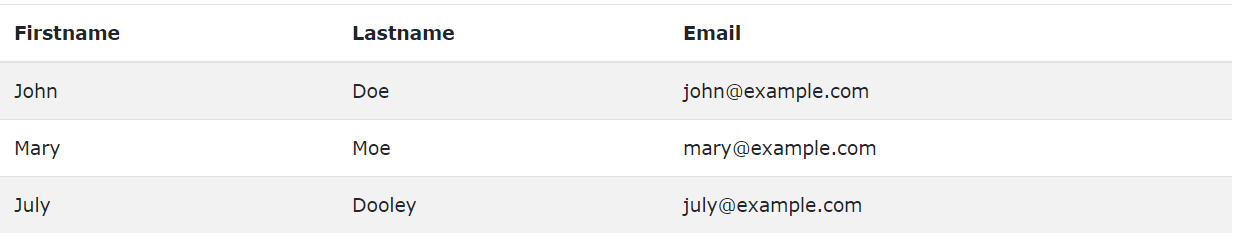 Firstname Lastname Email
John Doe john@example.com
Mary Moe mary@example.com
July Dooley july@example.com